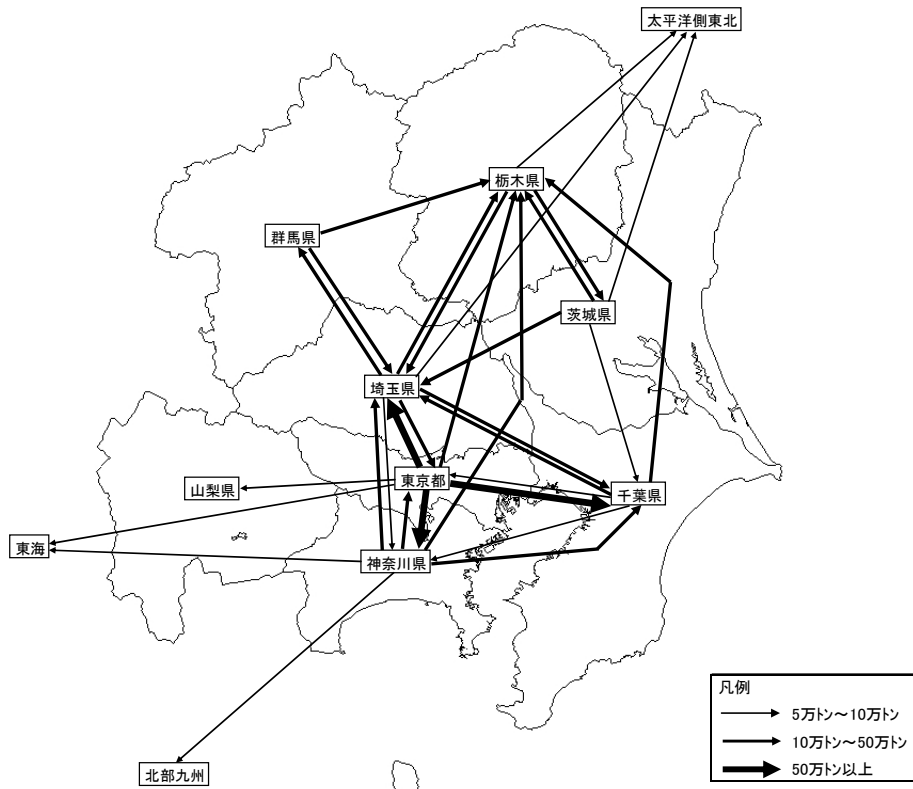 太平洋側東北
栃木県
群馬県
茨城県
埼玉県
東京都
山梨県
千葉県
東海
神奈川県
北部九州
凡例
5万トン～10万トン
10万トン～50万トン
50万トン以上